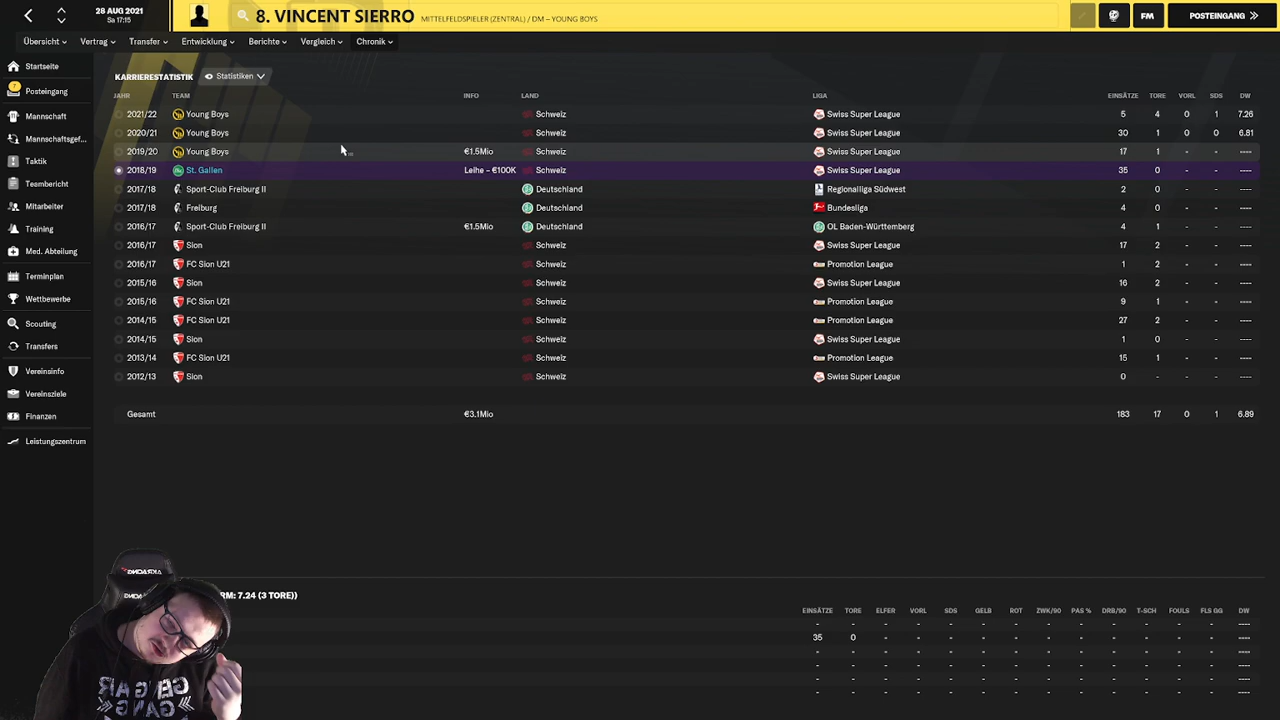 28 AUG 2021
Sa 17:15
8. VINCENT SIERRO
MITTELFELDSPIELER (ZENTRAL) / DM – YOUNG BOYS
FM
POSTEINGANG
Übersicht
Vertrag
Transfer
Entwicklung
Berichte
Vergleich
Chronik
Startseite
Posteingang
Mannschaft
Mannschaftsgef...
Taktik
Teambericht
Mitarbeiter
Training
Med. Abteilung
Terminplan
Wettbewerbe
Scouting
Transfers
Vereinsinfo
Vereinsziele
Finanzen
Leistungszentrum
KARRIERESTATISTIK Statistiken
JAHR TEAM INFO LAND LIGA EINSÄTZE TORE VORL SDS DW
2021/22 Young Boys Schweiz Swiss Super League 5 4 0 1 7.26
2020/21 Young Boys Schweiz Swiss Super League 30 1 0 0 6.81
2019/20 Young Boys €1.5Mio Schweiz Swiss Super League 17 1 - - ----
2018/19 St. Gallen Leihe - €100K Schweiz Swiss Super League 35 0 - - ----
2017/18 Sport-Club Freiburg II Deutschland Regionalliga Südwest 2 0 - - ----
2017/18 Freiburg Deutschland Bundesliga 4 0 - - ----
2016/17 Sport-Club Freiburg II €1.5Mio Deutschland OL Baden-Württemberg 4 1 - - ----
2016/17 Sion Schweiz Swiss Super League 17 2 - - ----
2016/17 FC Sion U21 Schweiz Promotion League 1 2 - - ----
2015/16 Sion Schweiz Swiss Super League 16 2 - - ----
2015/16 FC Sion U21 Schweiz Promotion League 9 1 - - ----
2014/15 FC Sion U21 Schweiz Promotion League 27 2 - - ----
2014/15 Sion Schweiz Swiss Super League 1 0 - - ----
2013/14 FC Sion U21 Schweiz Promotion League 15 1 - - ----
2012/13 Sion Schweiz Swiss Super League 0 - - - ----
Gesamt €3.1Mio 183 17 0 1 6.89
RM: 7.24 (3 TORE))
EINSÄTZE TORE ELFER VORL SDS GELB ROT ZWK/90 PAS % DRB/90 T-SCH FOULS FLS GG DW
- - - - - - - - - - - - - - ----
35 0 - - - - - - - - - - - - ----
- - - - - - - - - - - - - - ----
- - - - - - - - - - - - - - ----
- - - - - - - - - - - - - - ----
- - - - - - - - - - - - - - ----
GENGAR
GANG